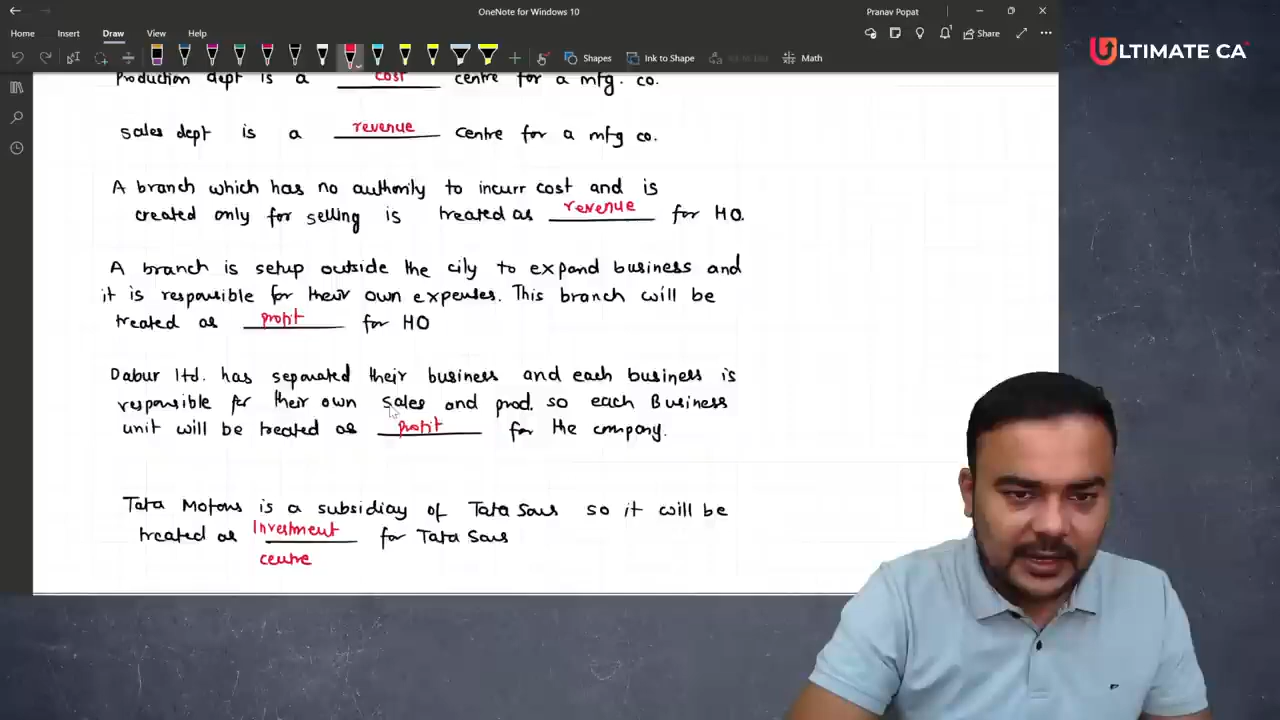 OneNote for Windows 10
Pranav Popat
Home Insert Draw View Help
Share
Shapes Ink to Shape Math
ULTIMATE CA
Production dept is a cost centre for a mfg. co.
Sales dept is a revenue centre for a mfg co.
A branch which has no authority to incurr cost and is
created only for selling is treated as revenue for HO.
A branch is setup outside the city to expand business and
it is responsible for their own expenses. This branch will be
treated as profit for HO
Dabur ltd. has separated their business and each business is
responsible for their own sales and prod. so each Business
unit will be treated as profit for the company.
Tata Motors is a subsidiay of Tata Sons so it will be
treated as Investment for Tata Sons
centre